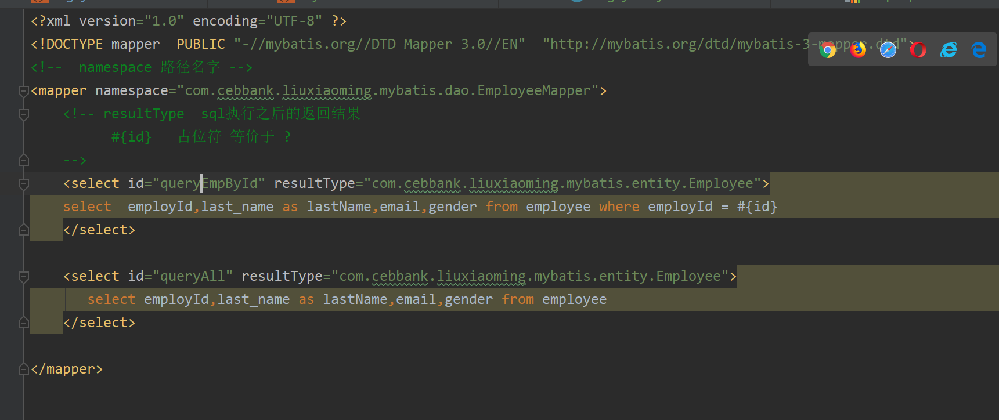 <?xml version="1.0" encoding="UTF-8" ?>
<!DOCTYPE mapper  PUBLIC "-//mybatis.org//DTD Mapper 3.0//EN"  "http://mybatis.org/dtd/mybatis-3-mapper.dtd">
<!--  namespace 路径名字 -->
<mapper namespace="com.cebbank.liuxiaoming.mybatis.dao.EmployeeMapper">
    <!-- resultType  sql执行之后的返回结果
          #{id}   占位符 等价于 ?
    -->
    <select id="queryEmpById" resultType="com.cebbank.liuxiaoming.mybatis.entity.Employee">
    select  employId,last_name as lastName,email,gender from employee where employId = #{id}
    </select>
    <select id="queryAll" resultType="com.cebbank.liuxiaoming.mybatis.entity.Employee">
       select employId,last_name as lastName,email,gender from employee
    </select>
</mapper>